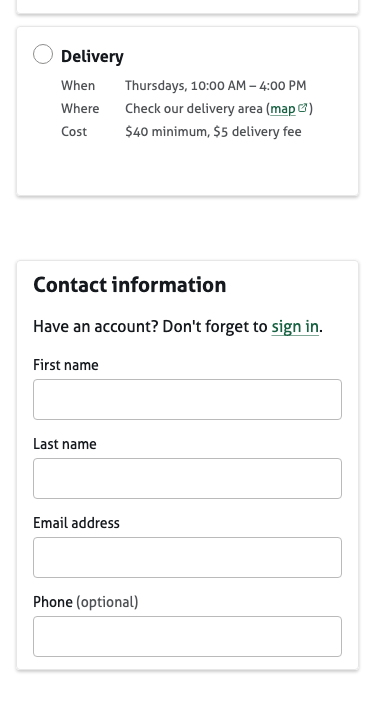 Delivery
When Thursdays, 10:00 AM – 4:00 PM
Where Check our delivery area (map)
Cost $40 minimum, $5 delivery fee
Contact information
Have an account? Don't forget to sign in.
First name
Last name
Email address
Phone (optional)